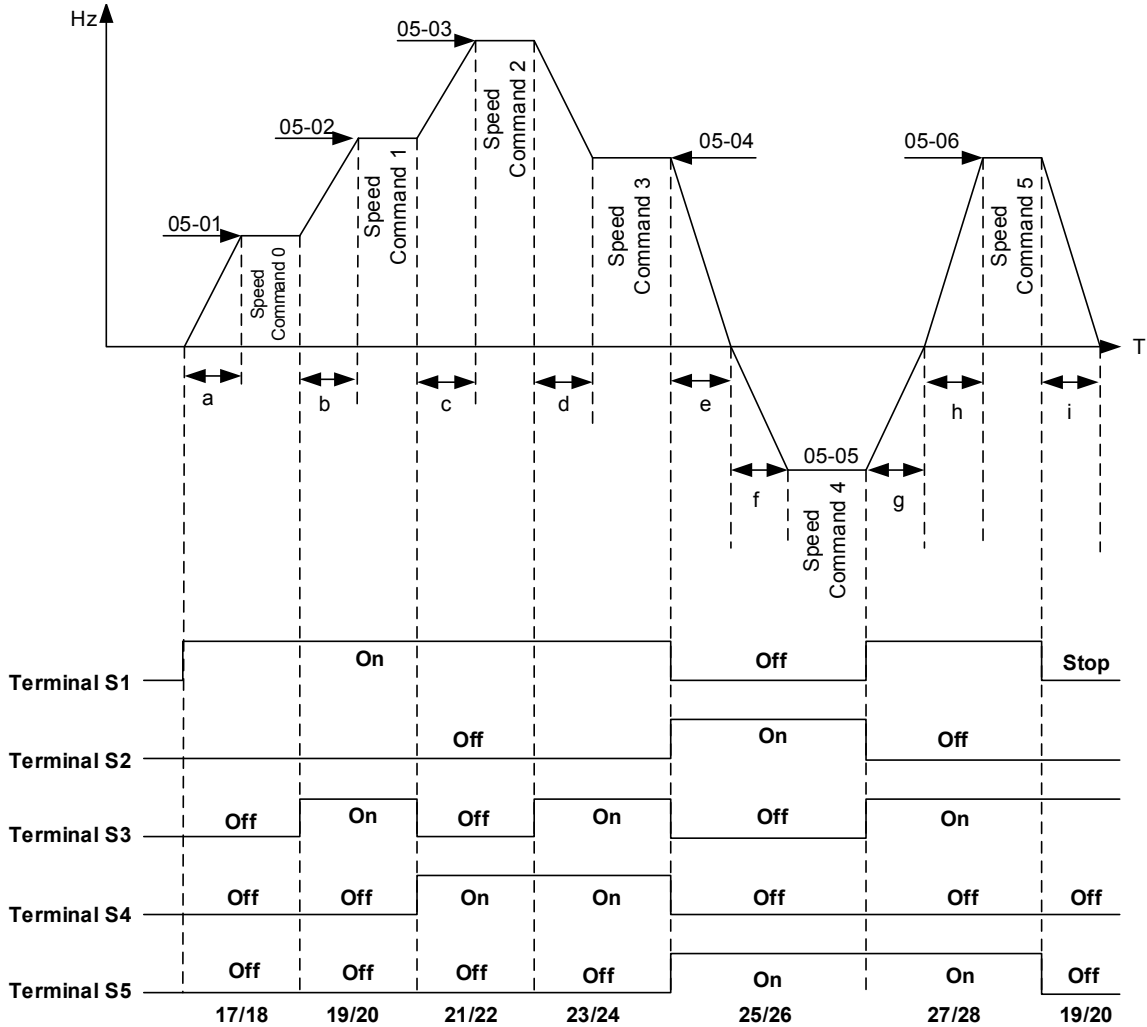 Hz
05-03
Speed
Command 2
05-02
Speed
Command 1
05-04
05-06
Speed
Command 3
Speed
Command 5
05-01
Speed
Command 0
T
a
b
c
d
e
h
i
05-05
f
g
Speed
Command 4
On
Off
Stop
Terminal S1
Off
On
Off
Terminal S2
Off
On
Off
On
Off
On
Terminal S3
Off
Off
On
On
Off
Off
Off
Terminal S4
Off
Off
Off
Off
On
On
Off
Terminal S5
17/18
19/20
21/22
23/24
25/26
27/28
19/20